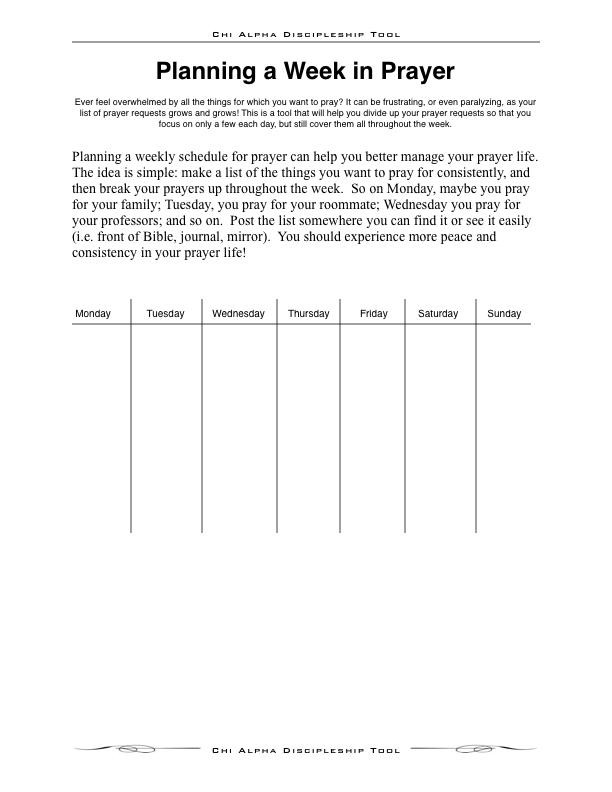 Chi Alpha Discipleship Tool
Planning a Week in Prayer
Ever feel overwhelmed by all the things for which you want to pray? It can be frustrating, or even paralyzing, as your
list of prayer requests grows and grows! This is a tool that will help you divide up your prayer requests so that you
focus on only a few each day, but still cover them all throughout the week.
Planning a weekly schedule for prayer can help you better manage your prayer life.
The idea is simple: make a list of the things you want to pray for consistently, and
then break your prayers up throughout the week.  So on Monday, maybe you pray
for your family; Tuesday, you pray for your roommate; Wednesday you pray for
your professors; and so on.  Post the list somewhere you can find it or see it easily
(i.e. front of Bible, journal, mirror).  You should experience more peace and
consistency in your prayer life!
Monday Tuesday Wednesday Thursday Friday Saturday Sunday
Chi Alpha Discipleship Tool